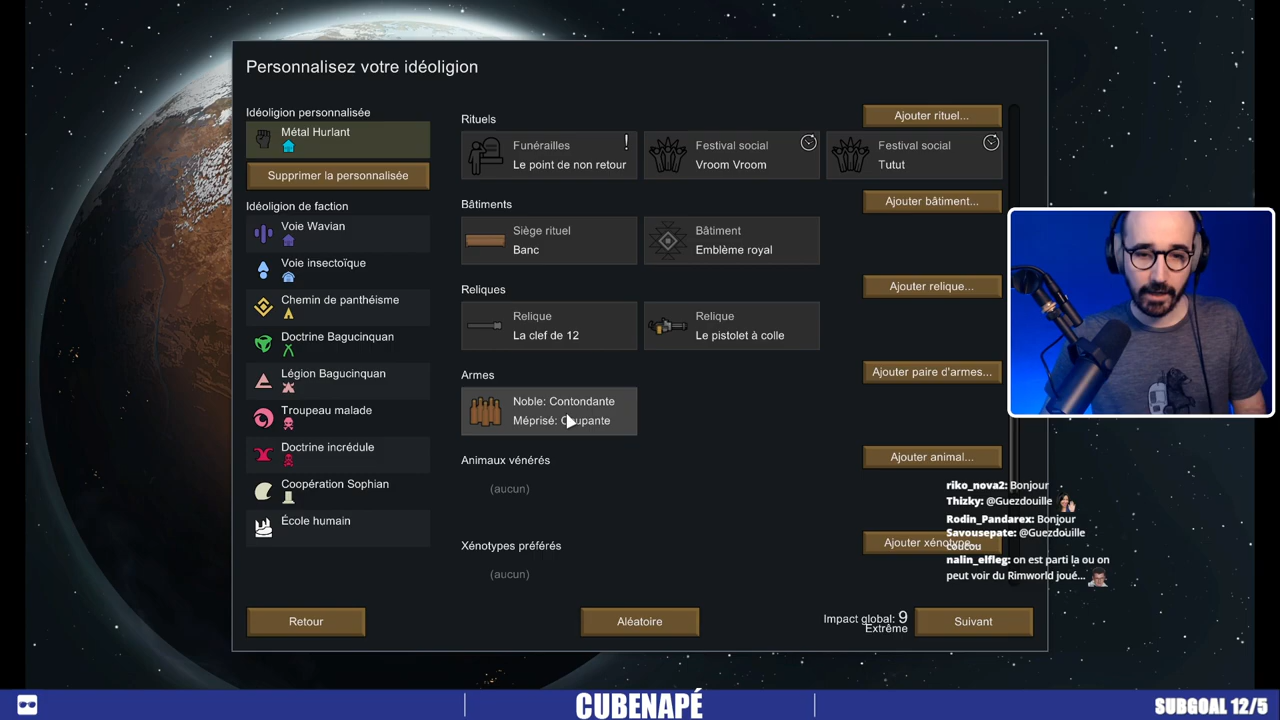 Personnalisez votre idéoligion
Idéoligion personnalisée
Métal Hurlant
Supprimer la personnalisée
Idéoligion de faction
Voie Wavian
Voie insectoïque
Chemin de panthéisme
Doctrine Bagucinquan
Légion Bagucinquan
Troupeau malade
Doctrine incrédule
Coopération Sophian
École humain
Rituels
Ajouter rituel...
Funérailles
!
Le point de non retour
Festival social
Vroom Vroom
Festival social
Tutut
Bâtiments
Ajouter bâtiment...
Siège rituel
Banc
Bâtiment
Emblème royal
Reliques
Ajouter relique...
Relique
La clef de 12
Relique
Le pistolet à colle
Armes
Ajouter paire d'armes...
Noble: Contondante
Méprisé: Coupante
Animaux vénérés
Ajouter animal...
(aucun)
Xénotypes préférés
Ajouter xénotype...
(aucun)
riko_nova2: Bonjour
Thizky: @Guezdouille
Rodin_Pandarex: Bonjour
Savousepate: @Guezdouille
coucou
nalin_elfleg: on est parti la ou on
peut voir du Rimworld joué...
Retour
Aléatoire
Impact global: 9
Extrême
Suivant
CUBENAPÉ
SUBGOAL 12/5